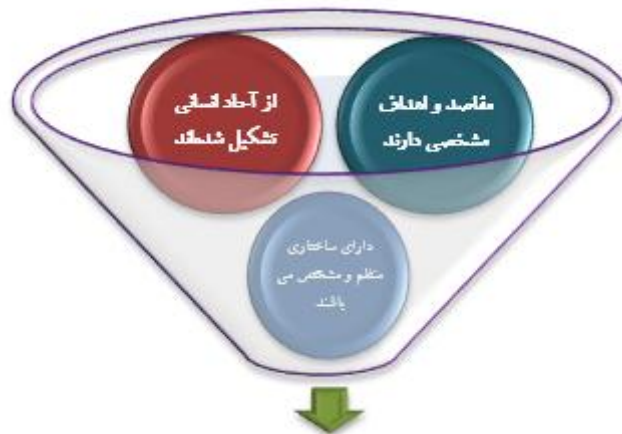 مقاصد و اهداف
مشخصی دارند
از آحاد انسانی
تشکیل شده‌اند
دارای ساختاری
منظم و مشخص می
باشند